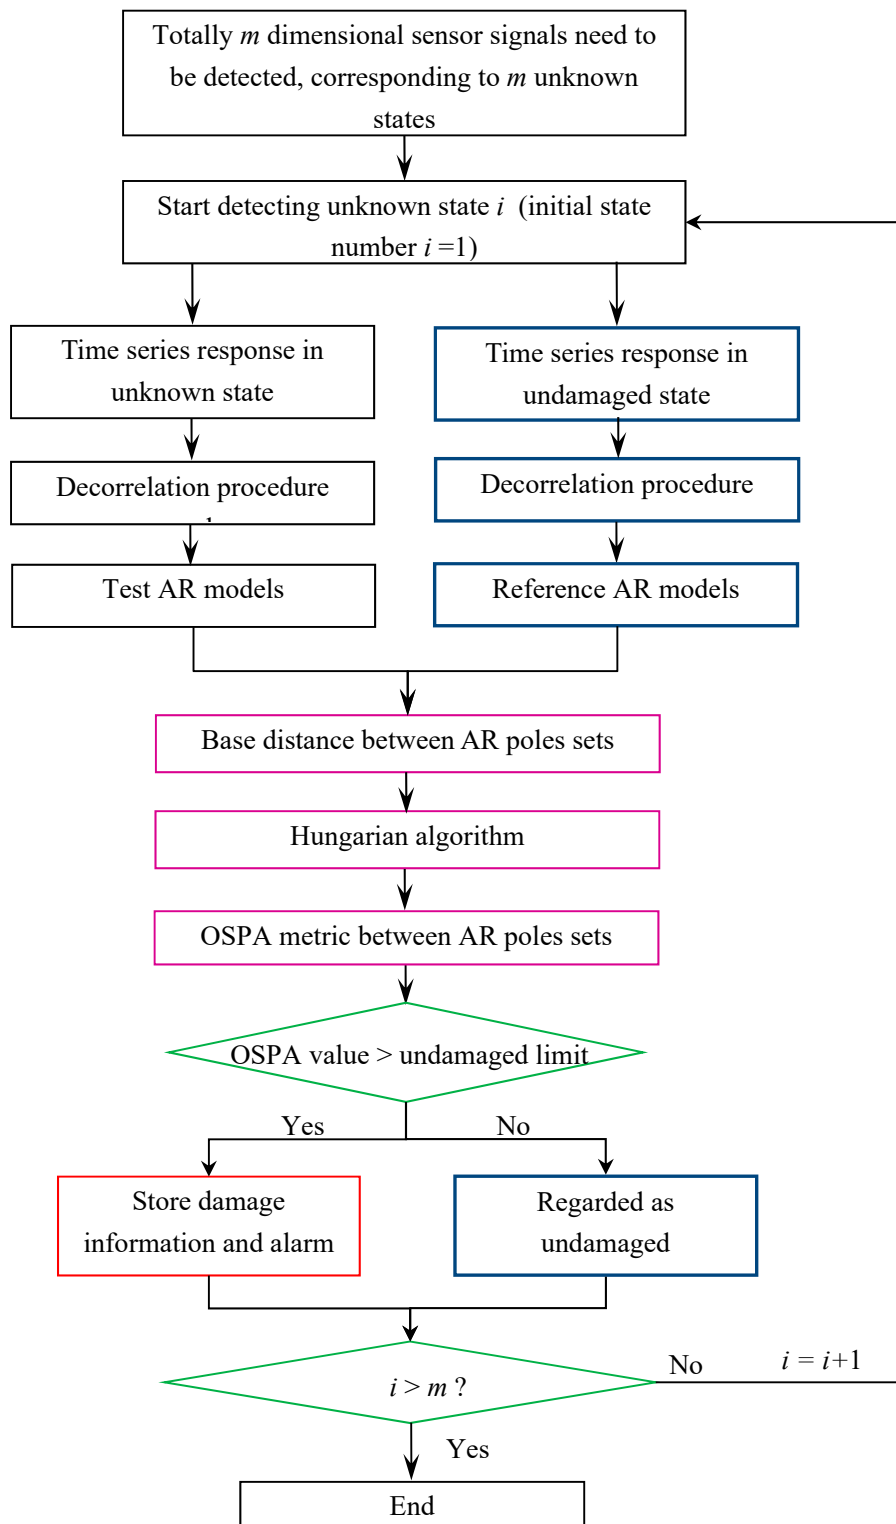 Totally m dimensional sensor signals need to
be detected, corresponding to m unknown
states
Start detecting unknown state i (initial state
number i =1)
Time series response in
unknown state
Time series response in
undamaged state
Decorrelation procedure
Decorrelation procedure
Test AR models
Reference AR models
Base distance between AR poles sets
Hungarian algorithm
OSPA metric between AR poles sets
OSPA value > undamaged limit
Yes
No
Store damage
information and alarm
Regarded as
undamaged
i > m ?
No
i = i+1
Yes
End